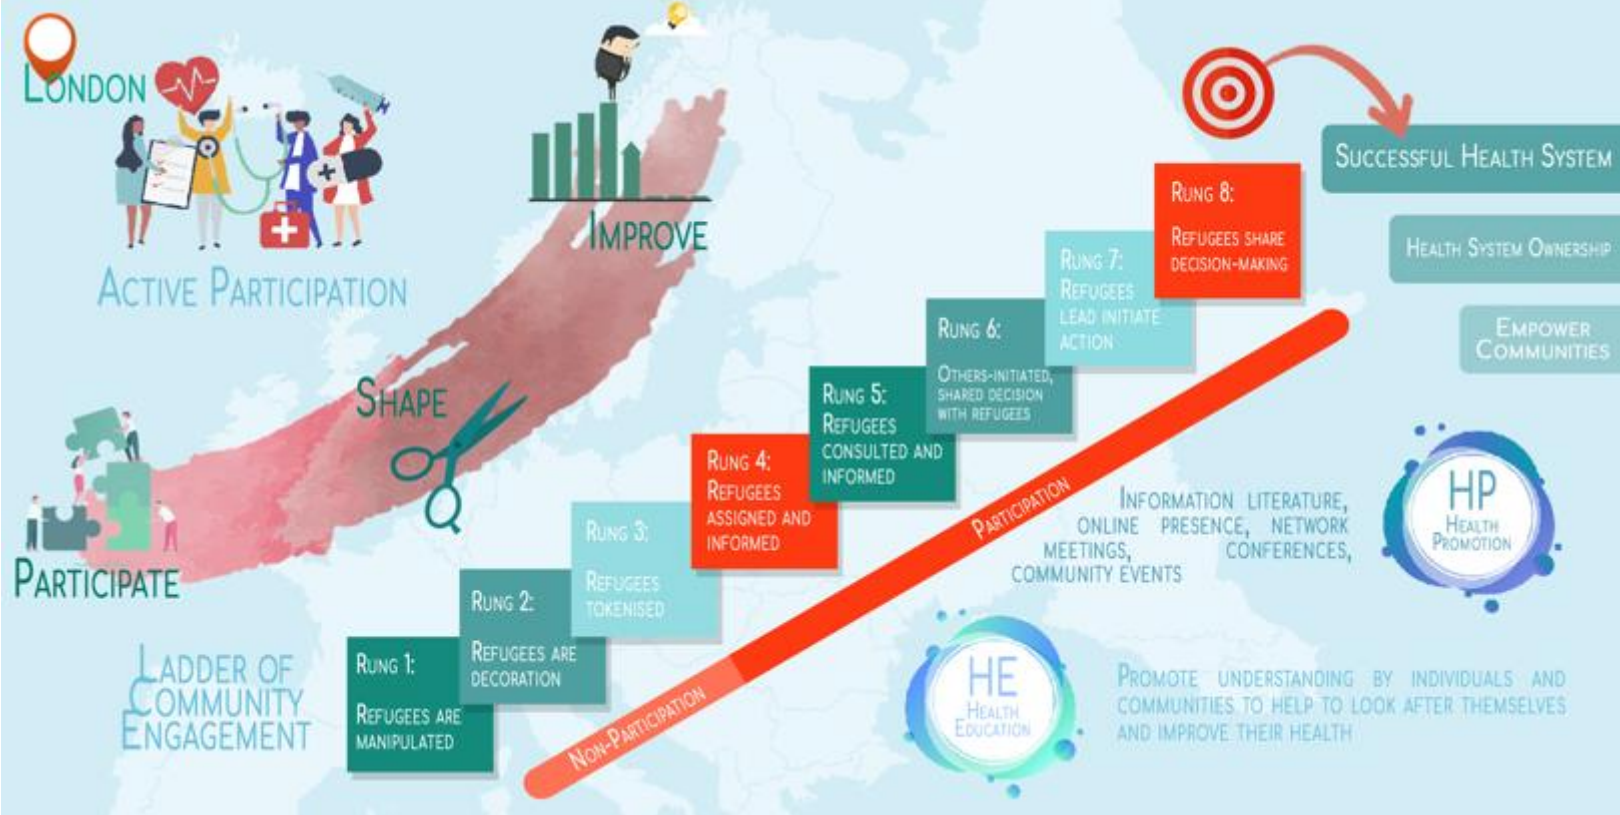 LONDON
ACTIVE PARTICIPATION
IMPROVE
SHAPE
PARTICIPATE
LADDER OF
COMMUNITY
ENGAGEMENT
RUNG 1:
REFUGEES ARE
MANIPULATED
RUNG 2:
REFUGEES ARE
DECORATION
RUNG 3:
REFUGEES
TOKENISED
RUNG 4:
REFUGEES
ASSIGNED AND
INFORMED
RUNG 5:
REFUGEES
CONSULTED AND
INFORMED
RUNG 6:
OTHERS-INITIATED,
SHARED DECISION
WITH REFUGEES
RUNG 7:
REFUGEES
LEAD INITIATE
ACTION
RUNG 8:
REFUGEES SHARE
DECISION-MAKING
NON-PARTICIPATION
PARTICIPATION
SUCCESSFUL HEALTH SYSTEM
HEALTH SYSTEM OWNERSHIP
EMPOWER
COMMUNITIES
INFORMATION LITERATURE,
ONLINE PRESENCE, NETWORK
MEETINGS, CONFERENCES,
COMMUNITY EVENTS
HP
HEALTH
PROMOTION
HE
HEALTH
EDUCATION
PROMOTE UNDERSTANDING BY INDIVIDUALS AND
COMMUNITIES TO HELP TO LOOK AFTER THEMSELVES
AND IMPROVE THEIR HEALTH